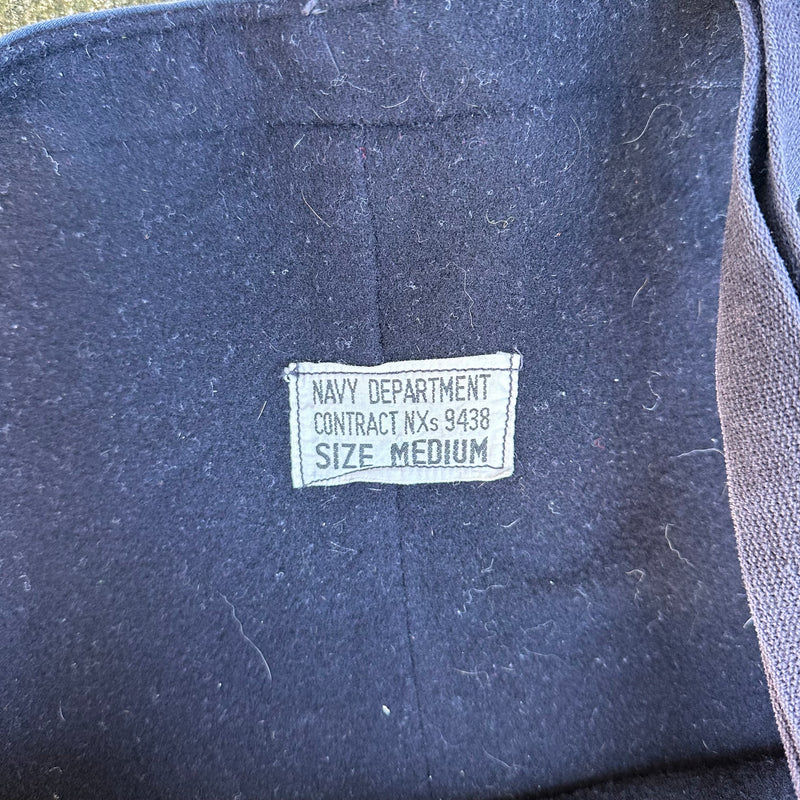 NAVY DEPARTMENT
CONTRACT NXs 9438
SIZE MEDIUM